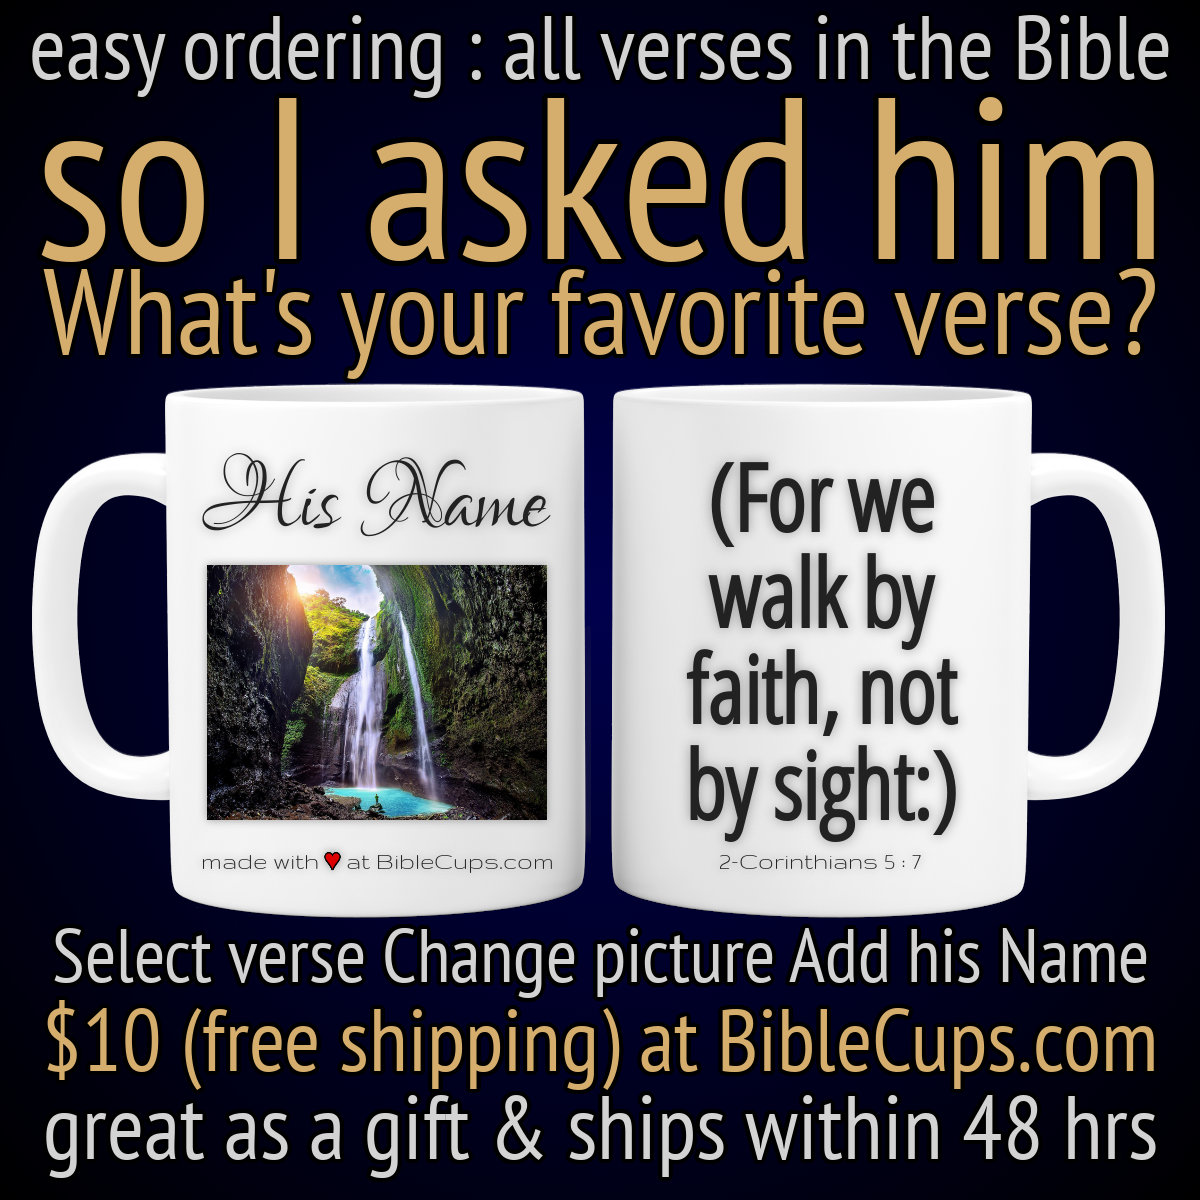 easy ordering : all verses in the Bible
so I asked him
What's your favorite verse?
His Name
made with ♥ at BibleCups.com
(For we
walk by
faith, not
by sight:)
2-Corinthians 5 : 7
Select verse Change picture Add his Name
$10 (free shipping) at BibleCups.com
great as a gift & ships within 48 hrs